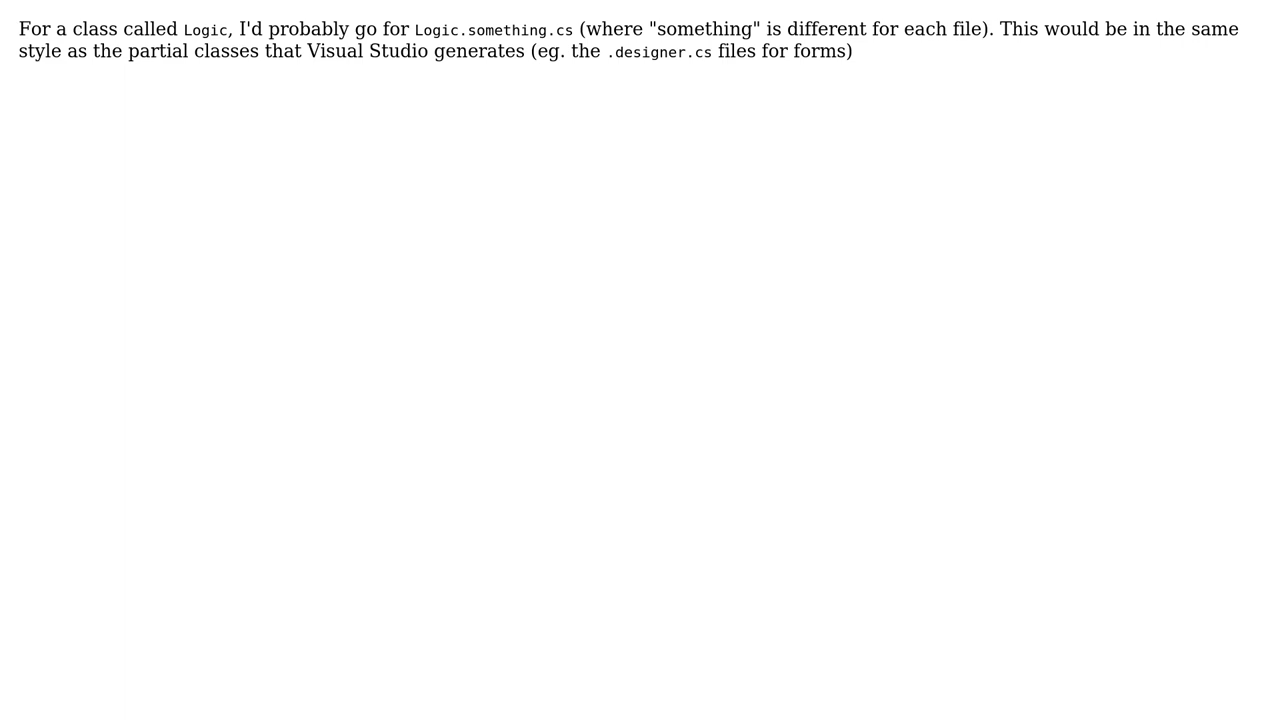 For a class called Logic, I'd probably go for Logic.something.cs (where "something" is different for each file). This would be in the same
style as the partial classes that Visual Studio generates (eg. the .designer.cs files for forms)